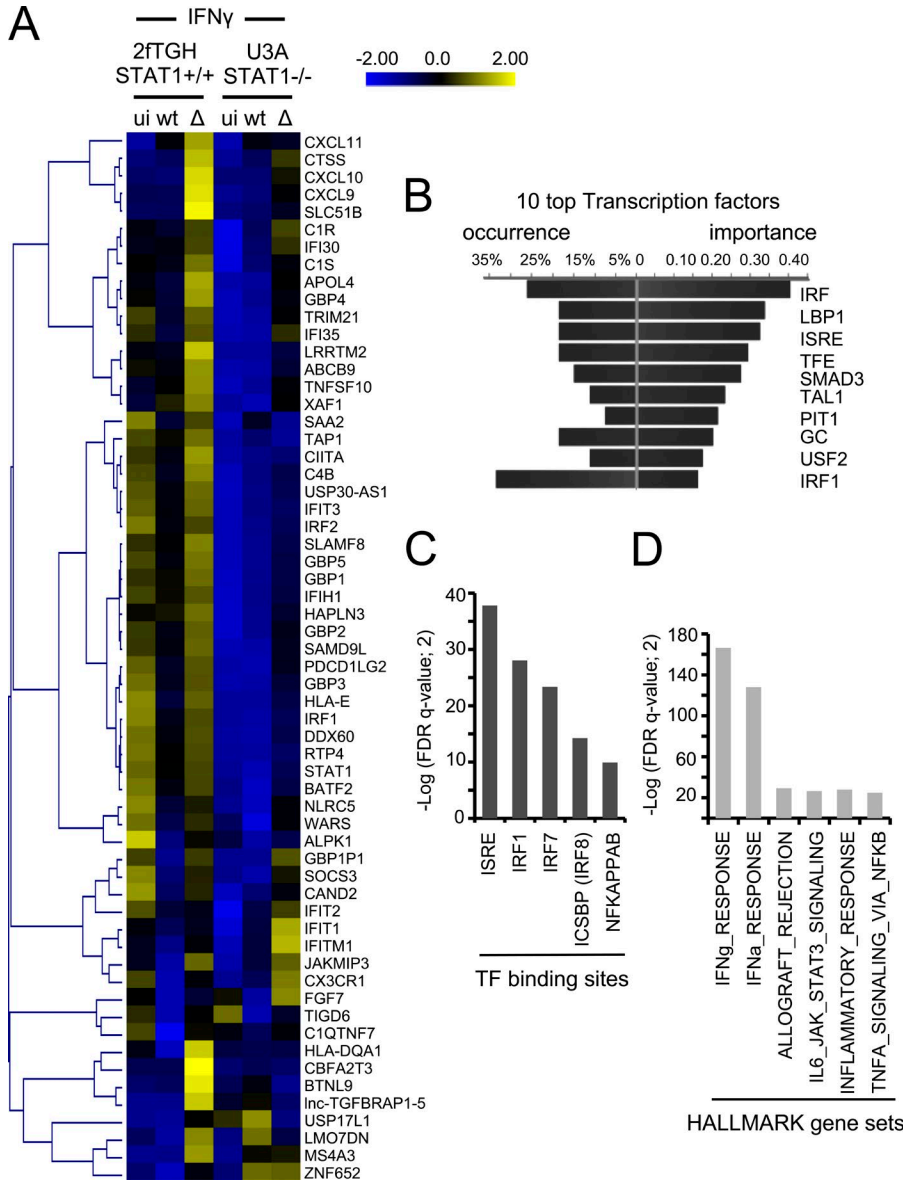 A
IFNγ
2fTGH
STAT1+/+
U3A
STAT1-/-
-2.00 0.0 2.00
ui wt Δ ui wt Δ
CXCL11
CTSS
CXCL10
CXCL9
SLC51B
C1R
IFI30
C1S
APOL4
GBP4
TRIM21
IFI35
LRRTM2
ABCB9
TNFSF10
XAF1
SAA2
TAP1
CIITA
C4B
USP30-AS1
IFIT3
IRF2
SLAMF8
GBP5
GBP1
IFIH1
HAPLN3
GBP2
SAMD9L
PDCD1LG2
GBP3
HLA-E
IRF1
DDX60
RTP4
STAT1
BATF2
NLRC5
WARS
ALPK1
GBP1P1
SOCS3
CAND2
IFIT2
IFIT1
IFITM1
JAKMIP3
CX3CR1
FGF7
TIGD6
C1QTNF7
HLA-DQA1
CBFA2T3
BTNL9
lnc-TGFBRAP1-5
USP17L1
LMO7DN
MS4A3
ZNF652
B
10 top Transcription factors
occurrence importance
35% 25% 15% 5% 0 0.10 0.20 0.30 0.40
IRF
LBP1
ISRE
TFE
SMAD3
TAL1
PIT1
GC
USF2
IRF1
C
-Log (FDR q-value; 2)
40
30
20
10
0
ISRE
IRF1
IRF7
ICSBP (IRF8)
NFKAPPAB
TF binding sites
D
-Log (FDR q-value; 2)
180
140
100
60
20
IFNg_RESPONSE
IFNa_RESPONSE
ALLOGRAFT_REJECTION
IL6_JAK_STAT3_SIGNALING
INFLAMMATORY_RESPONSE
TNFA_SIGNALING_VIA_NFKB
HALLMARK gene sets